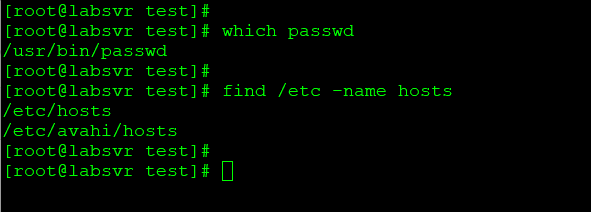 [root@labsvr test]#
[root@labsvr test]# which passwd
/usr/bin/passwd
[root@labsvr test]#
[root@labsvr test]# find /etc -name hosts
/etc/hosts
/etc/avahi/hosts
[root@labsvr test]#
[root@labsvr test]#